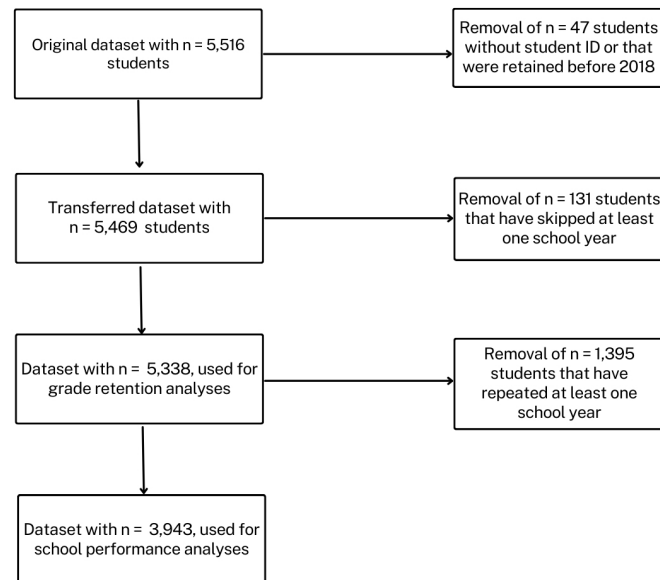 Original dataset with n = 5,516
students
Removal of n = 47 students
without student ID or that
were retained before 2018
Transferred dataset with
n = 5,469 students
Removal of n = 131 students
that have skipped at least
one school year
Dataset with n = 5,338, used for
grade retention analyses
Removal of n = 1,395
students that have
repeated at least one
school year
Dataset with n = 3,943, used for
school performance analyses